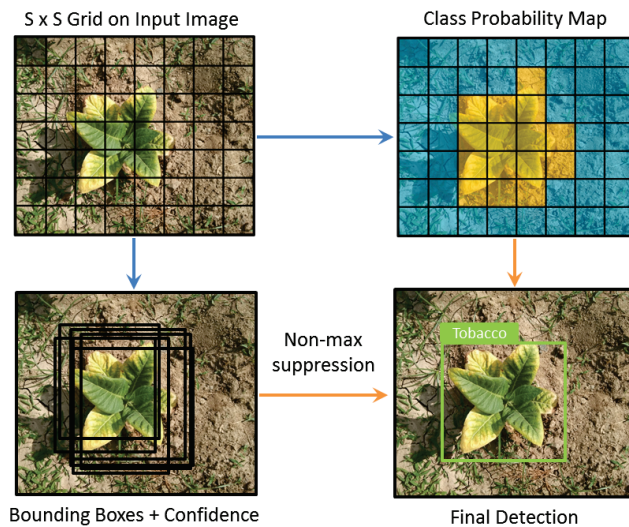 S x S Grid on Input Image
Class Probability Map
Non-max
suppression
Tobacco
Bounding Boxes + Confidence
Final Detection